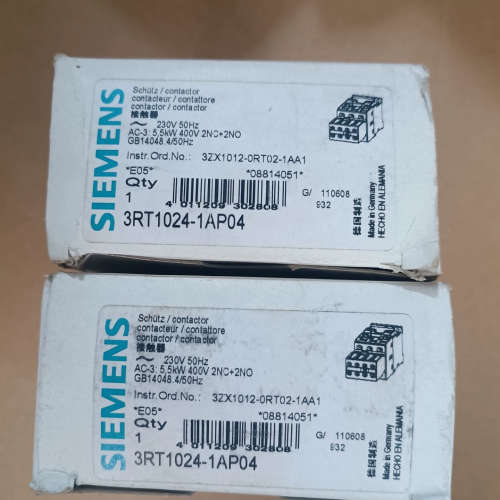 SIEMENS
Schütz / contactor
contacteur / contattore
contactor / contactor
接触器
~ 230V 50Hz
AC-3: 5,5kW 400V 2NC+2NO
GB14048.4/50Hz
Instr.Ord.No.: 3ZX1012-0RT02-1AA1
*E05* *08814051*
Qty
1
4 011209 302808
G/ 110608
932
3RT1024-1AP04
德国制造
Made in Germany
HECHO EN ALEMANIA
SIEMENS
Schütz / contactor
contacteur / contattore
contactor / contactor
接触器
~ 230V 50Hz
AC-3: 5,5kW 400V 2NC+2NO
GB14048.4/50Hz
Instr.Ord.No.: 3ZX1012-0RT02-1AA1
*E05* *08814051*
Qty
1
4 011209 302808
G/ 110608
932
3RT1024-1AP04
德国制造
Made in Germany
HECHO EN ALEMANIA